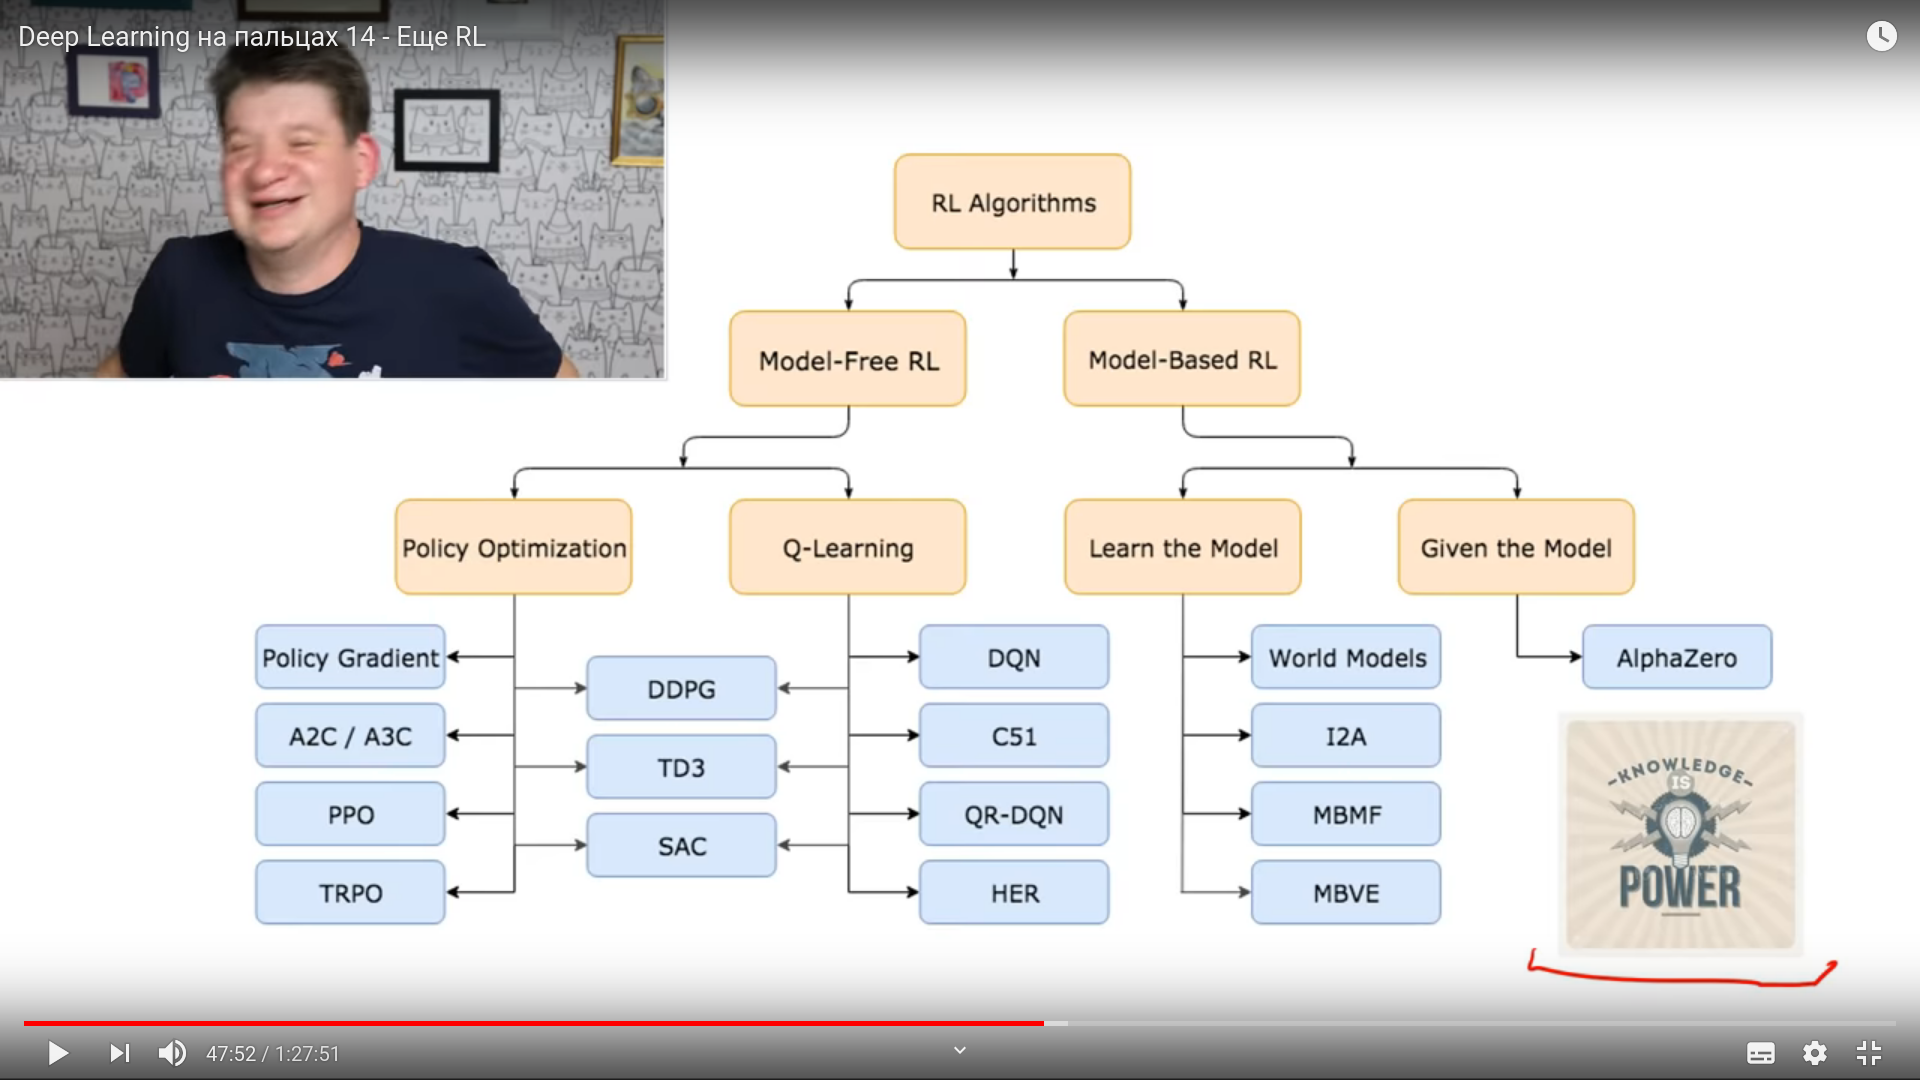 Deep Learning на пальцах 14 - Еще RL
RL Algorithms
Model-Free RL
Model-Based RL
Policy Optimization
Q-Learning
Learn the Model
Given the Model
Policy Gradient
DDPG
DQN
World Models
AlphaZero
A2C / A3C
TD3
C51
I2A
PPO
SAC
QR-DQN
MBMF
TRPO
HER
MBVE
-KNOWLEDGE-
IS
POWER
47:52 / 1:27:51